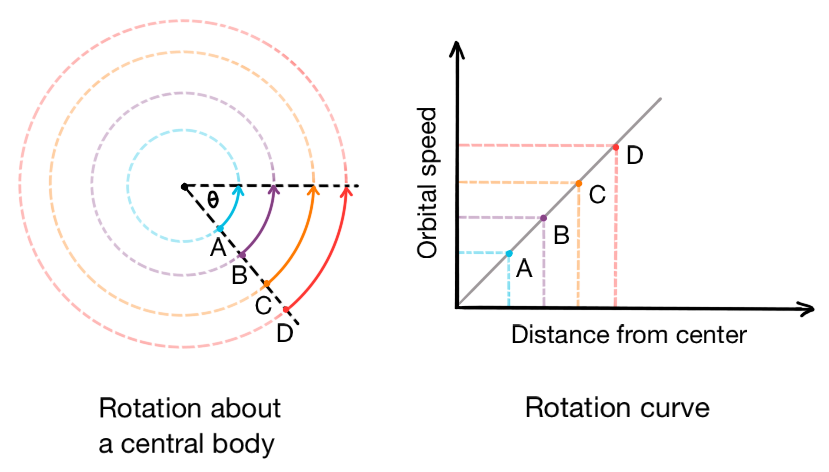 θ
A
B
C
D
Rotation about
a central body
Orbital speed
D
C
B
A
Distance from center
Rotation curve